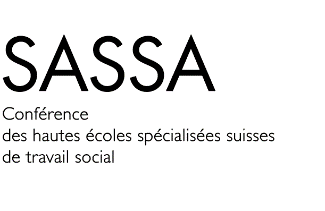 SASSA
Conférence
des hautes écoles spécialisées suisses
de travail social